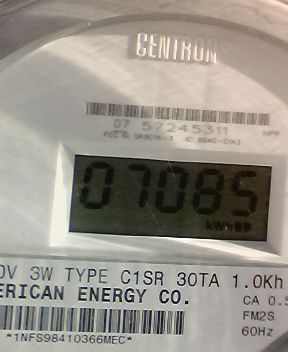 CENTRON
07 57245311
07085
0V 3W TYPE C1SR 30TA 1.0Kh
ERICAN ENERGY CO.
CA 0.5
FM2S
60Hz
*1NFS98410366MEC*